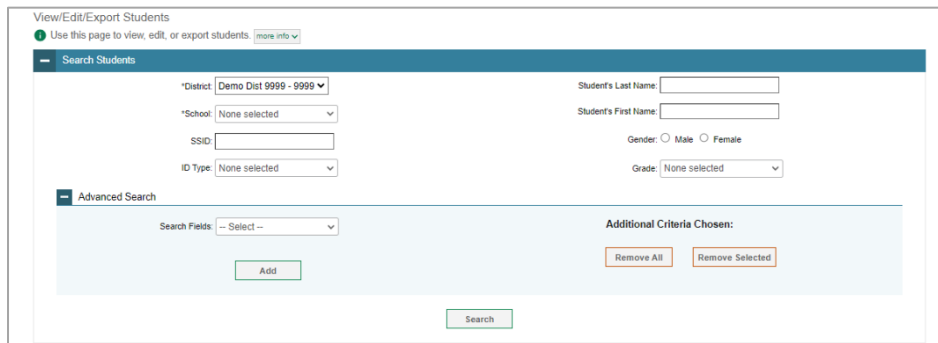 View/Edit/Export Students
i Use this page to view, edit, or export students. more info
Search Students
*District: Demo Dist 9999 - 9999
Student's Last Name:
*School: None selected
Student's First Name:
SSID:
Gender: Male Female
ID Type: None selected
Grade: None selected
Advanced Search
Search Fields: -- Select --
Additional Criteria Chosen:
Add
Remove All Remove Selected
Search